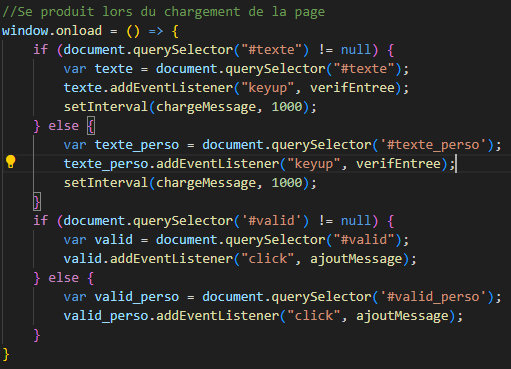 //Se produit lors du chargement de la page
window.onload = () => {
    if (document.querySelector("#texte") != null) {
        var texte = document.querySelector("#texte");
        texte.addEventListener("keyup", verifEntree);
        setInterval(chargeMessage, 1000);
    } else {
        var texte_perso = document.querySelector('#texte_perso');
        texte_perso.addEventListener("keyup", verifEntree);
        setInterval(chargeMessage, 1000);
    }
    if (document.querySelector('#valid') != null) {
        var valid = document.querySelector("#valid");
        valid.addEventListener("click", ajoutMessage);
    } else {
        var valid_perso = document.querySelector('#valid_perso');
        valid_perso.addEventListener("click", ajoutMessage);
    }
}